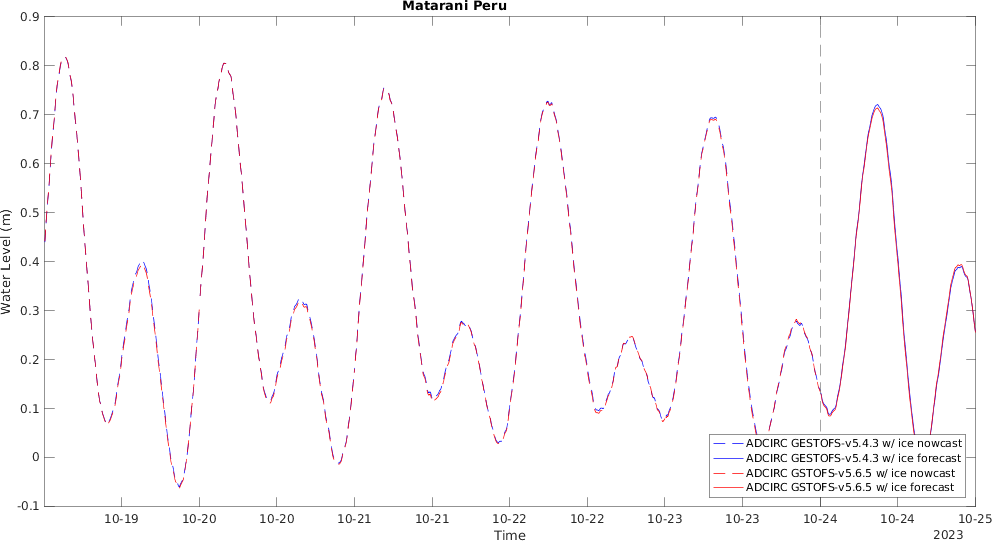 Matarani Peru
0.9
0.8
0.7
0.6
0.5
0.4
0.3
0.2
0.1
0
-0.1
Water Level (m)
ADCIRC GESTOFS-v5.4.3 w/ ice nowcast
ADCIRC GESTOFS-v5.4.3 w/ ice forecast
ADCIRC GSTOFS-v5.6.5 w/ ice nowcast
ADCIRC GSTOFS-v5.6.5 w/ ice forecast
10-19 10-20 10-20 10-21 10-21 10-22 10-22 10-23 10-23 10-24 10-24 10-25
Time 2023